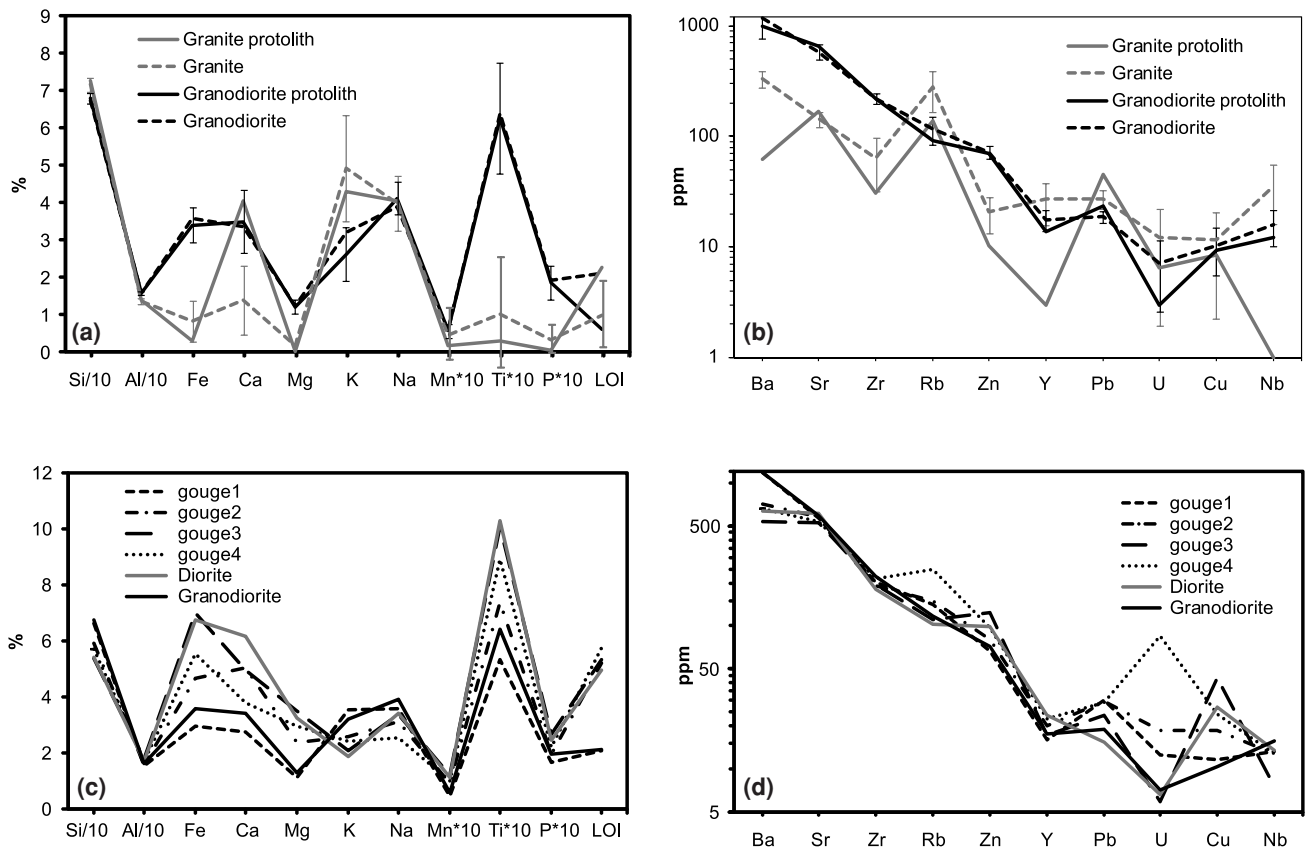 9
8
7
6
5
4
3
2
1
0
%
Granite protolith
Granite
Granodiorite protolith
Granodiorite
(a)
Si/10 Al/10 Fe Ca Mg K Na Mn*10 Ti*10 P*10 LOI
1000
100
10
1
ppm
Granite protolith
Granite
Granodiorite protolith
Granodiorite
(b)
Ba Sr Zr Rb Zn Y Pb U Cu Nb
12
10
8
6
4
2
0
%
gouge1
gouge2
gouge3
gouge4
Diorite
Granodiorite
(c)
Si/10 Al/10 Fe Ca Mg K Na Mn*10 Ti*10 P*10 LOI
500
50
5
ppm
gouge1
gouge2
gouge3
gouge4
Diorite
Granodiorite
(d)
Ba Sr Zr Rb Zn Y Pb U Cu Nb